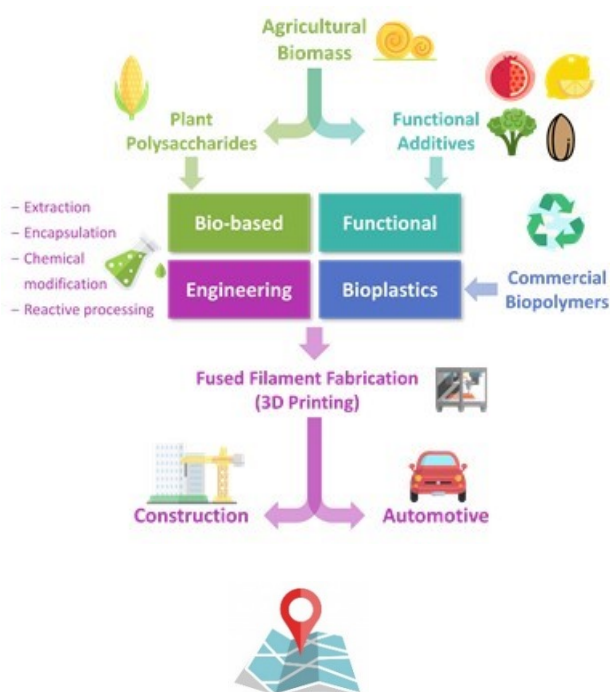 Agricultural
Biomass
Plant
Polysaccharides
Functional
Additives
– Extraction
– Encapsulation
– Chemical
modification
– Reactive processing
Bio-based
Functional
Engineering
Bioplastics
Commercial
Biopolymers
Fused Filament Fabrication
(3D Printing)
Construction
Automotive